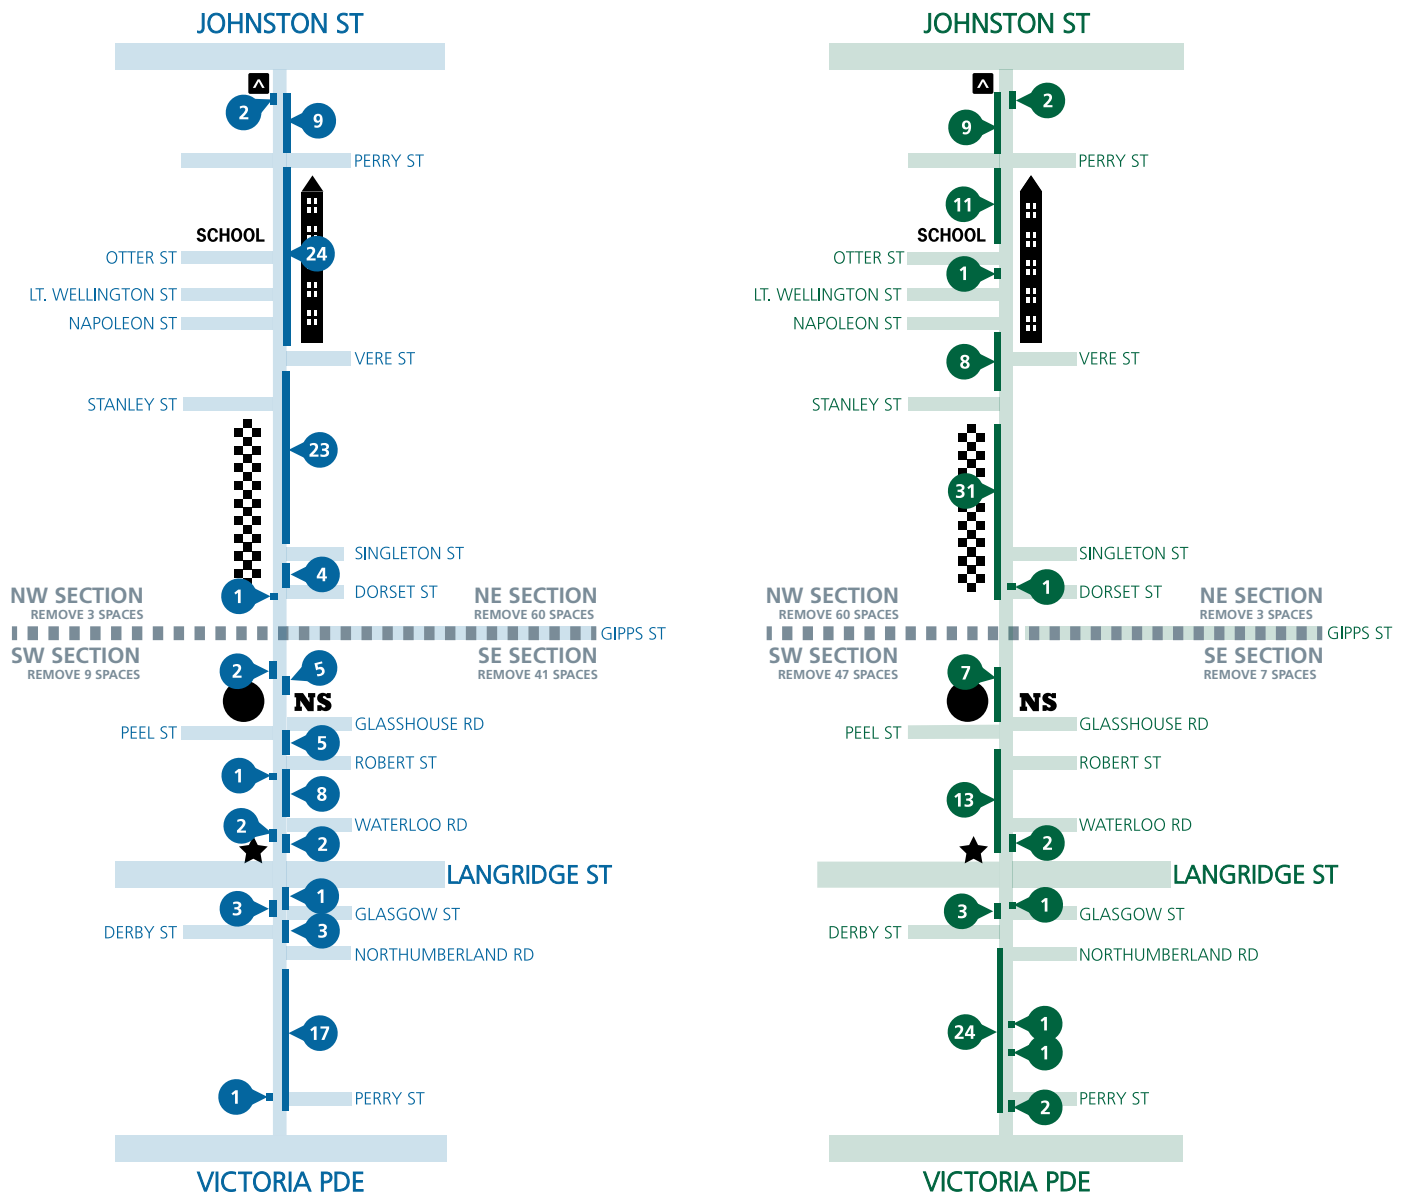 JOHNSTON ST
2
9
PERRY ST
SCHOOL
24
OTTER ST
LT. WELLINGTON ST
NAPOLEON ST
VERE ST
STANLEY ST
23
SINGLETON ST
4
1
DORSET ST
NW SECTION
REMOVE 3 SPACES
NE SECTION
REMOVE 60 SPACES
GIPPS ST
SW SECTION
REMOVE 9 SPACES
SE SECTION
REMOVE 41 SPACES
2
5
NS
GLASSHOUSE RD
PEEL ST
5
ROBERT ST
1
8
WATERLOO RD
2
2
LANGRIDGE ST
1
3
GLASGOW ST
DERBY ST
3
NORTHUMBERLAND RD
17
1
PERRY ST
VICTORIA PDE
JOHNSTON ST
2
9
PERRY ST
11
SCHOOL
OTTER ST
1
LT. WELLINGTON ST
NAPOLEON ST
8
VERE ST
STANLEY ST
31
SINGLETON ST
1
DORSET ST
NW SECTION
REMOVE 60 SPACES
NE SECTION
REMOVE 3 SPACES
GIPPS ST
SW SECTION
REMOVE 47 SPACES
SE SECTION
REMOVE 7 SPACES
7
NS
GLASSHOUSE RD
PEEL ST
ROBERT ST
13
WATERLOO RD
2
LANGRIDGE ST
3
1
GLASGOW ST
DERBY ST
NORTHUMBERLAND RD
24
1
1
PERRY ST
2
VICTORIA PDE